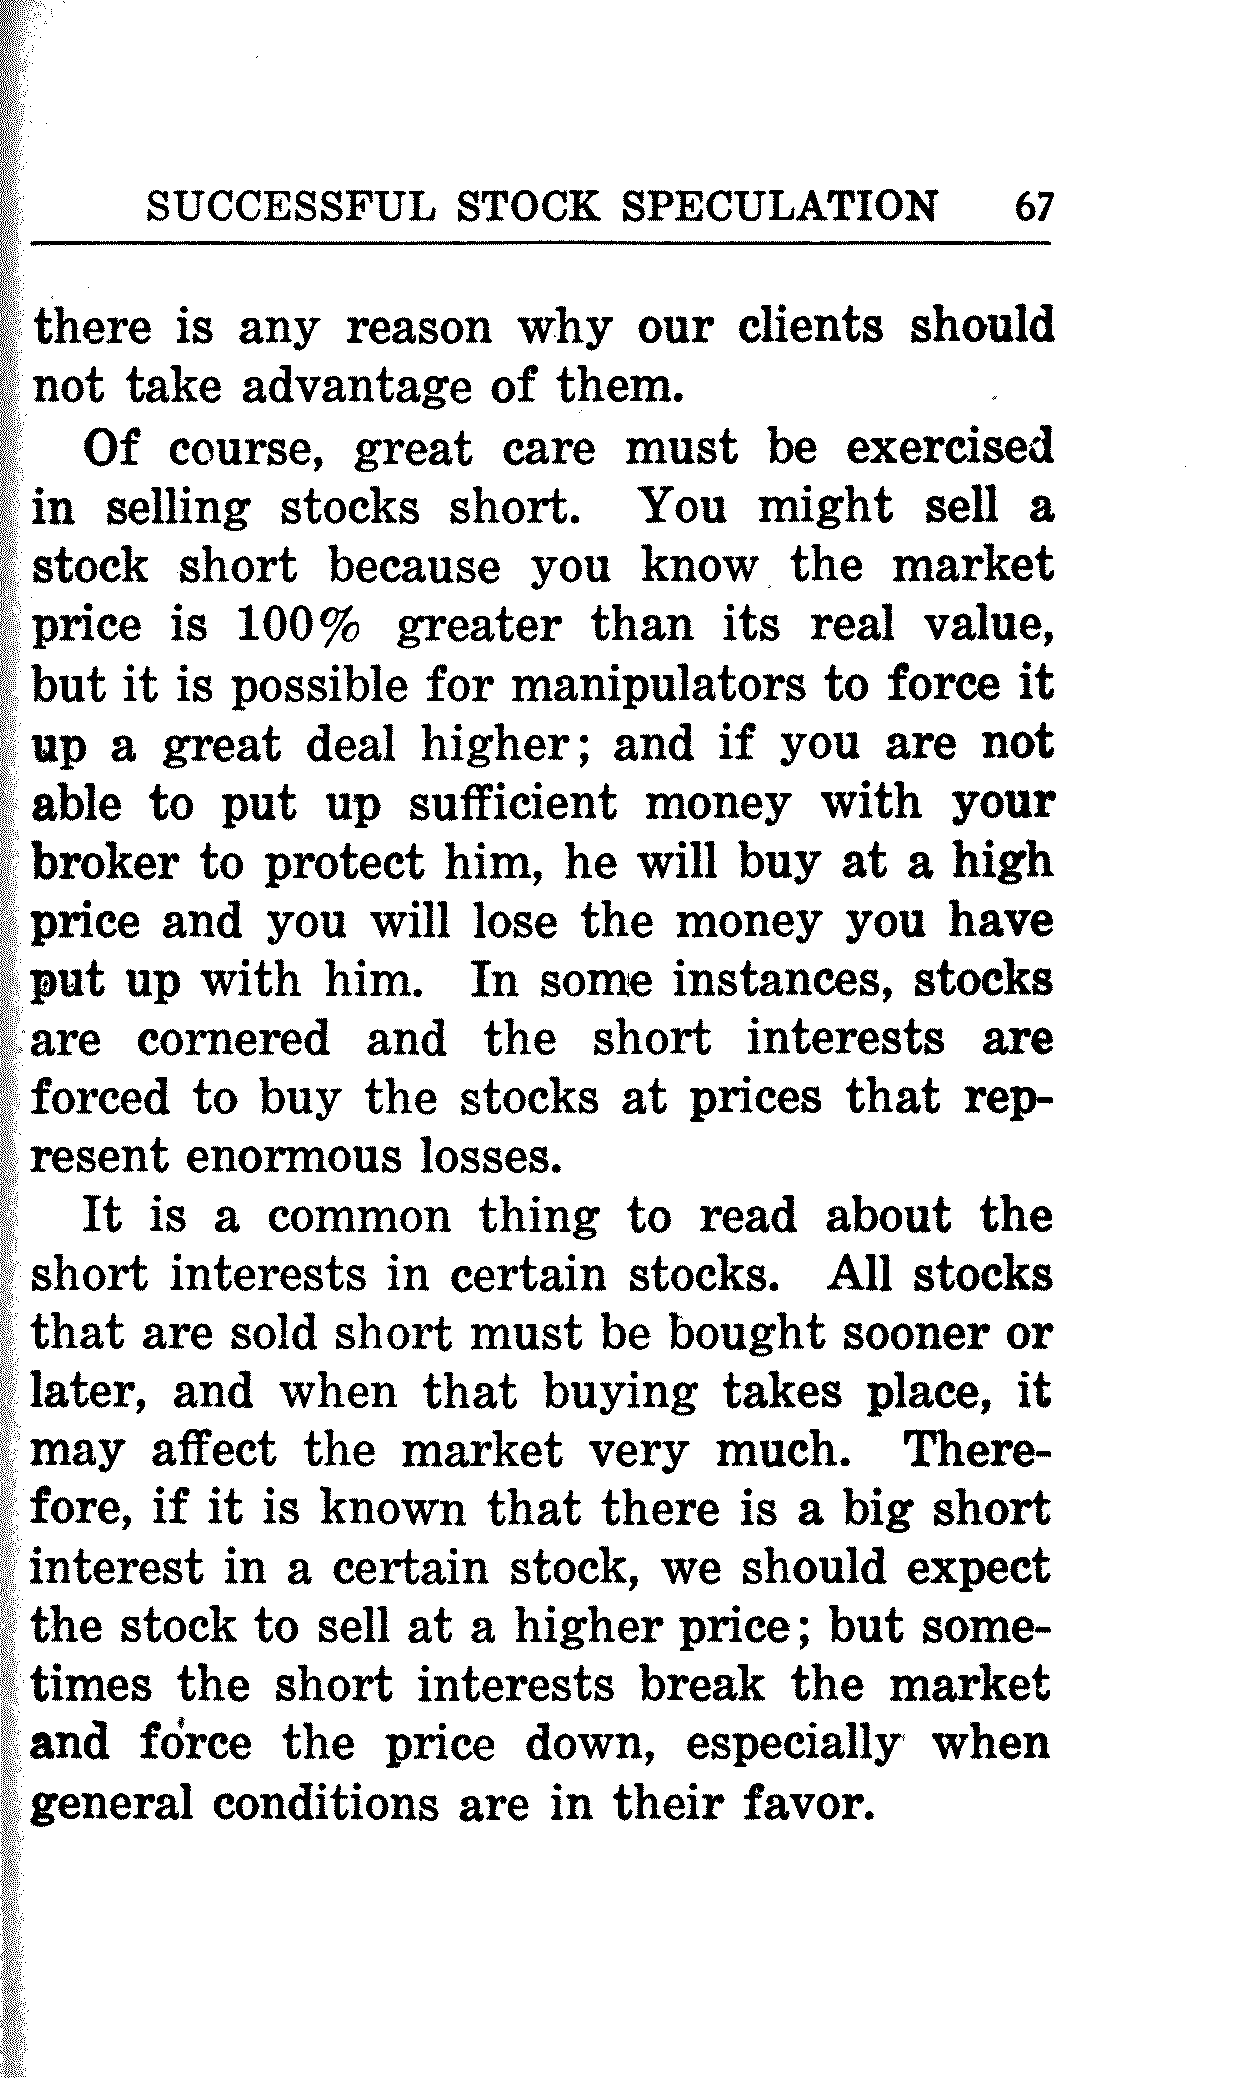 SUCCESSFUL STOCK SPECULATION 67
there is any reason why our clients should
not take advantage of them.
Of course, great care must be exercised
in selling stocks short. You might sell a
stock short because you know the market
price is 100% greater than its real value,
but it is possible for manipulators to force it
up a great deal higher; and if you are not
able to put up sufficient money with your
broker to protect him, he will buy at a high
price and you will lose the money you have
put up with him. In some instances, stocks
are cornered and the short interests are
forced to buy the stocks at prices that rep-
resent enormous losses.
It is a common thing to read about the
short interests in certain stocks. All stocks
that are sold short must be bought sooner or
later, and when that buying takes place, it
may affect the market very much. There-
fore, if it is known that there is a big short
interest in a certain stock, we should expect
the stock to sell at a higher price; but some-
times the short interests break the market
and force the price down, especially when
general conditions are in their favor.